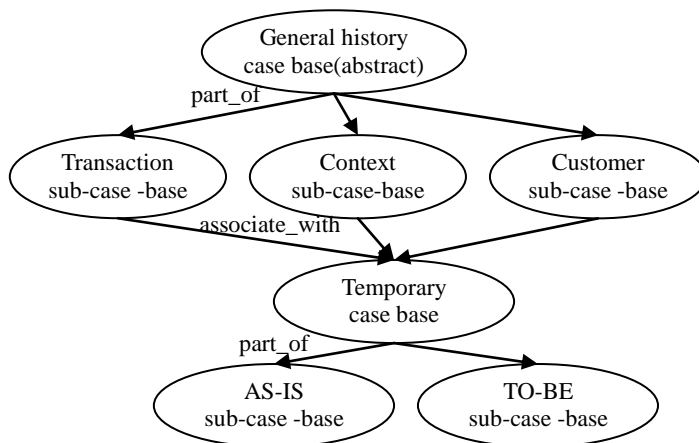 General history
case base(abstract)
part_of
Transaction
sub-case -base
Context
sub-case-base
Customer
sub-case -base
associate_with
Temporary
case base
part_of
AS-IS
sub-case -base
TO-BE
sub-case -base